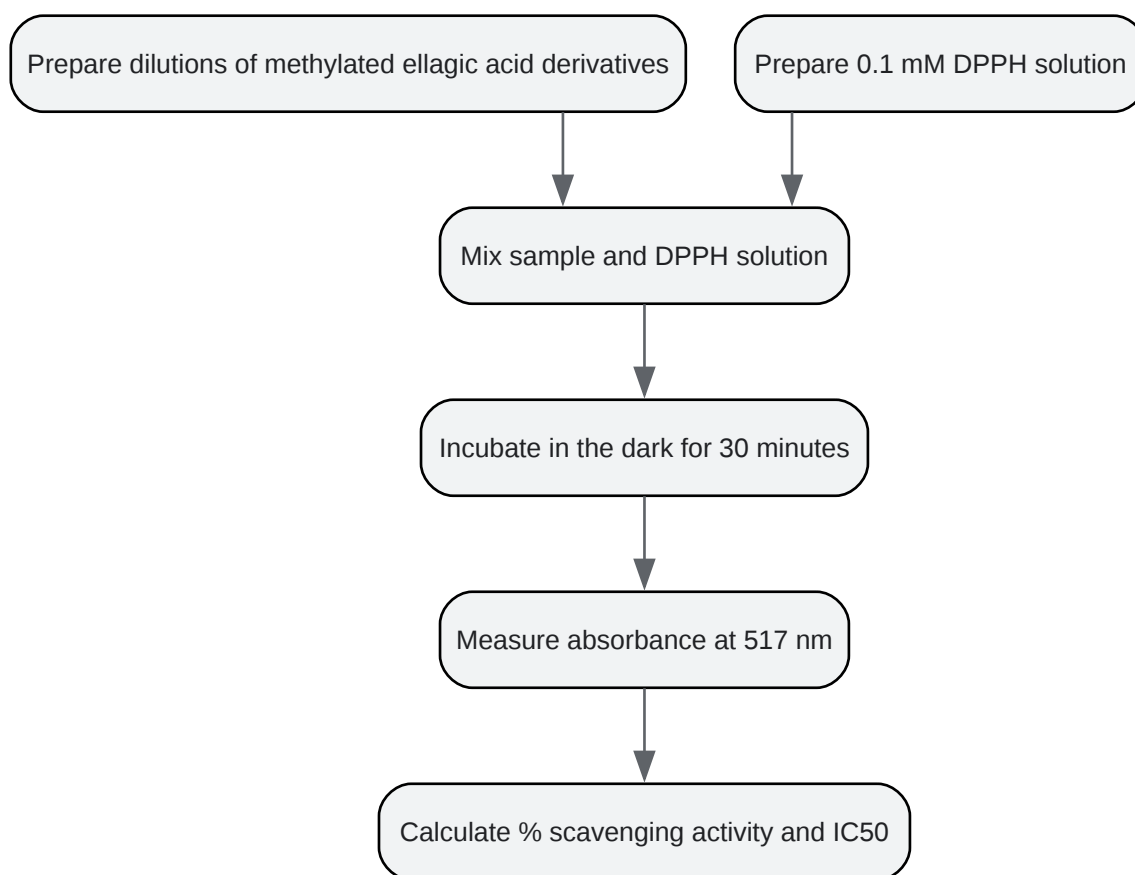 Prepare dilutions of methylated ellagic acid derivatives
Prepare 0.1 mM DPPH solution
Mix sample and DPPH solution
Incubate in the dark for 30 minutes
Measure absorbance at 517 nm
Calculate % scavenging activity and IC50